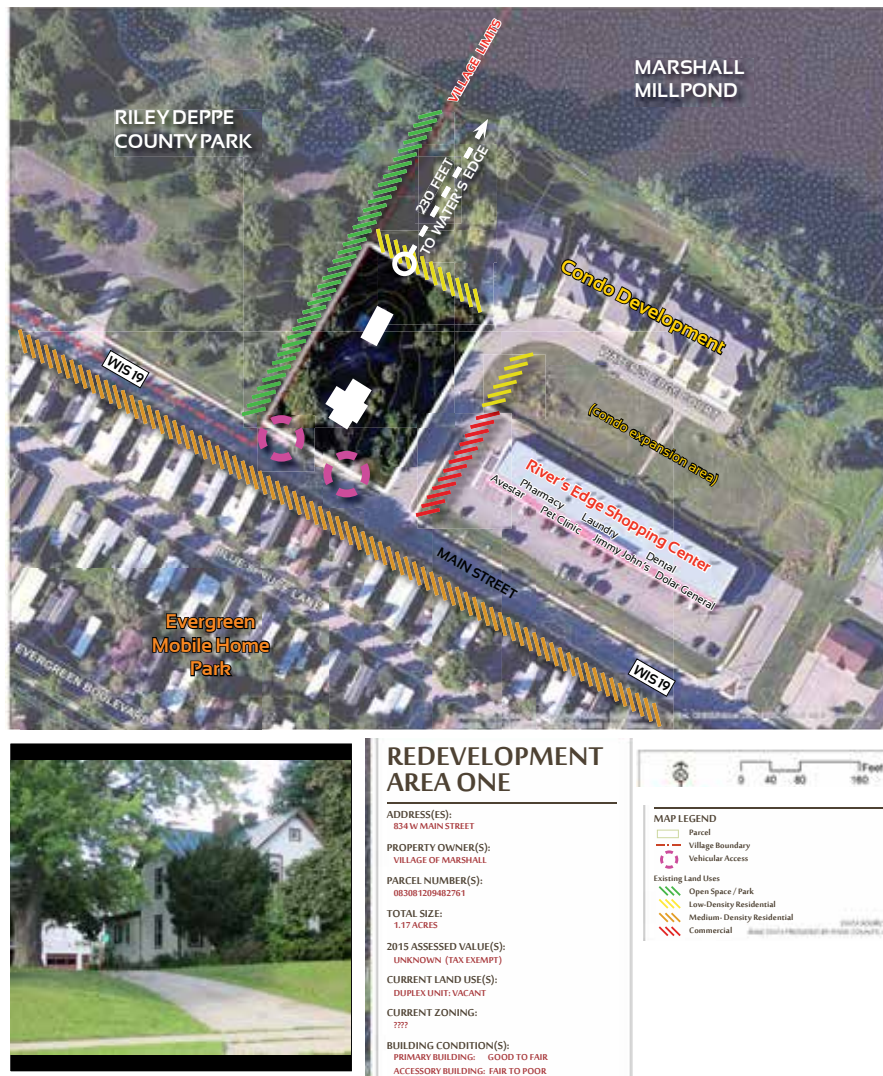 VILLAGE LIMITS
MARSHALL
MILLPOND
RILEY DEPPE
COUNTY PARK
230 FEET
TO WATER'S EDGE
Condo Development
WATER'S EDGE COURT
(condo expansion area)
WIS 19
River's Edge Shopping Center
Avestar
Pharmacy
Pet Clinic
Laundry
Jimmy John's
Dental
Dolar General
MAIN STREET
Evergreen
Mobile Home
Park
EVERGREEN BOULEVARD
WIS 19
REDEVELOPMENT
AREA ONE
ADDRESS(ES):
834 W MAIN STREET
PROPERTY OWNER(S):
VILLAGE OF MARSHALL
PARCEL NUMBER(S):
083081209482761
TOTAL SIZE:
1.17 ACRES
2015 ASSESSED VALUE(S):
UNKNOWN (TAX EXEMPT)
CURRENT LAND USE(S):
DUPLEX UNIT: VACANT
CURRENT ZONING:
????
BUILDING CONDITION(S):
PRIMARY BUILDING: GOOD TO FAIR
ACCESSORY BUILDING: FAIR TO POOR
Feet
0 40 80 160
MAP LEGEND
Parcel
Village Boundary
Vehicular Access
Existing Land Uses
Open Space / Park
Low-Density Residential
Medium- Density Residential
Commercial